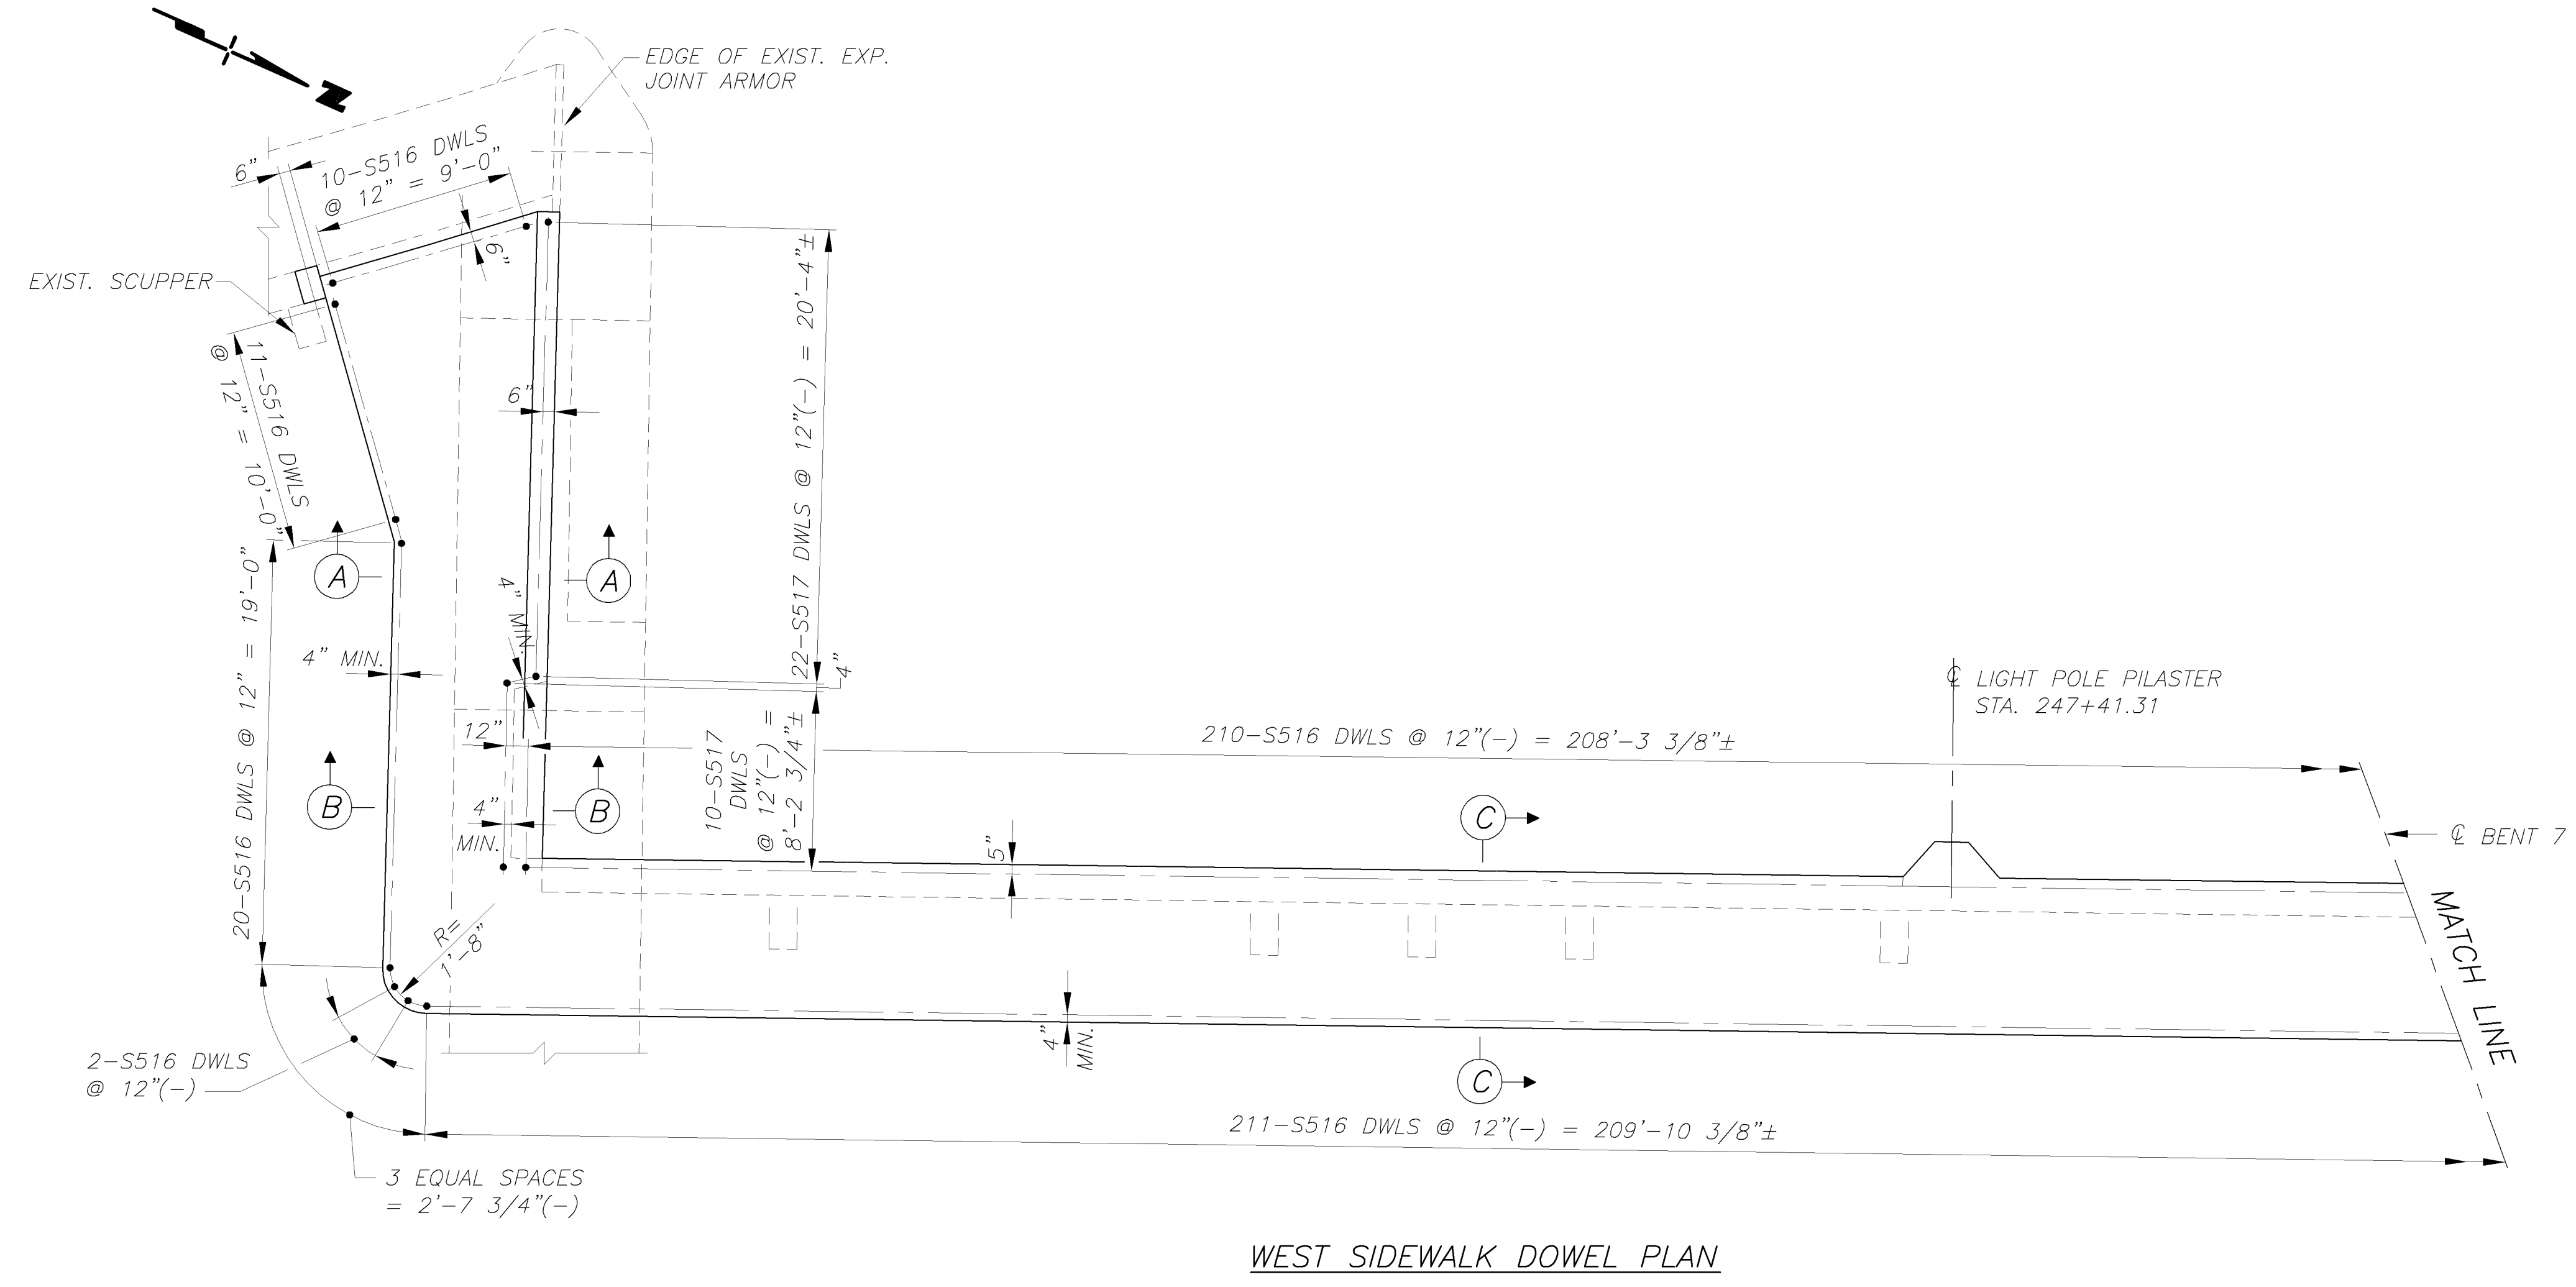 N
EDGE OF EXIST. EXP.
JOINT ARMOR
6"
10-S516 DWLS
@ 12" = 9'-0"
6"
EXIST. SCUPPER
11-S516 DWLS
@ 12" = 10'-0"
6"
22-S517 DWLS @ 12"(-) = 20'-4"±
A
A
4" MIN.
20-S516 DWLS @ 12" = 19'-0"
4" MIN.
4"
12"
10-S517
DWLS
@ 12"(-) =
8'-2 3/4"±
210-S516 DWLS @ 12"(-) = 208'-3 3/8"±
℄ LIGHT POLE PILASTER
STA. 247+41.31
B
B
4"
MIN.
5"
C
℄ BENT 7
MATCH LINE
R=
1'-8"
4"
MIN.
C
2-S516 DWLS
@ 12"(-)
211-S516 DWLS @ 12"(-) = 209'-10 3/8"±
3 EQUAL SPACES
= 2'-7 3/4"(-)
WEST SIDEWALK DOWEL PLAN